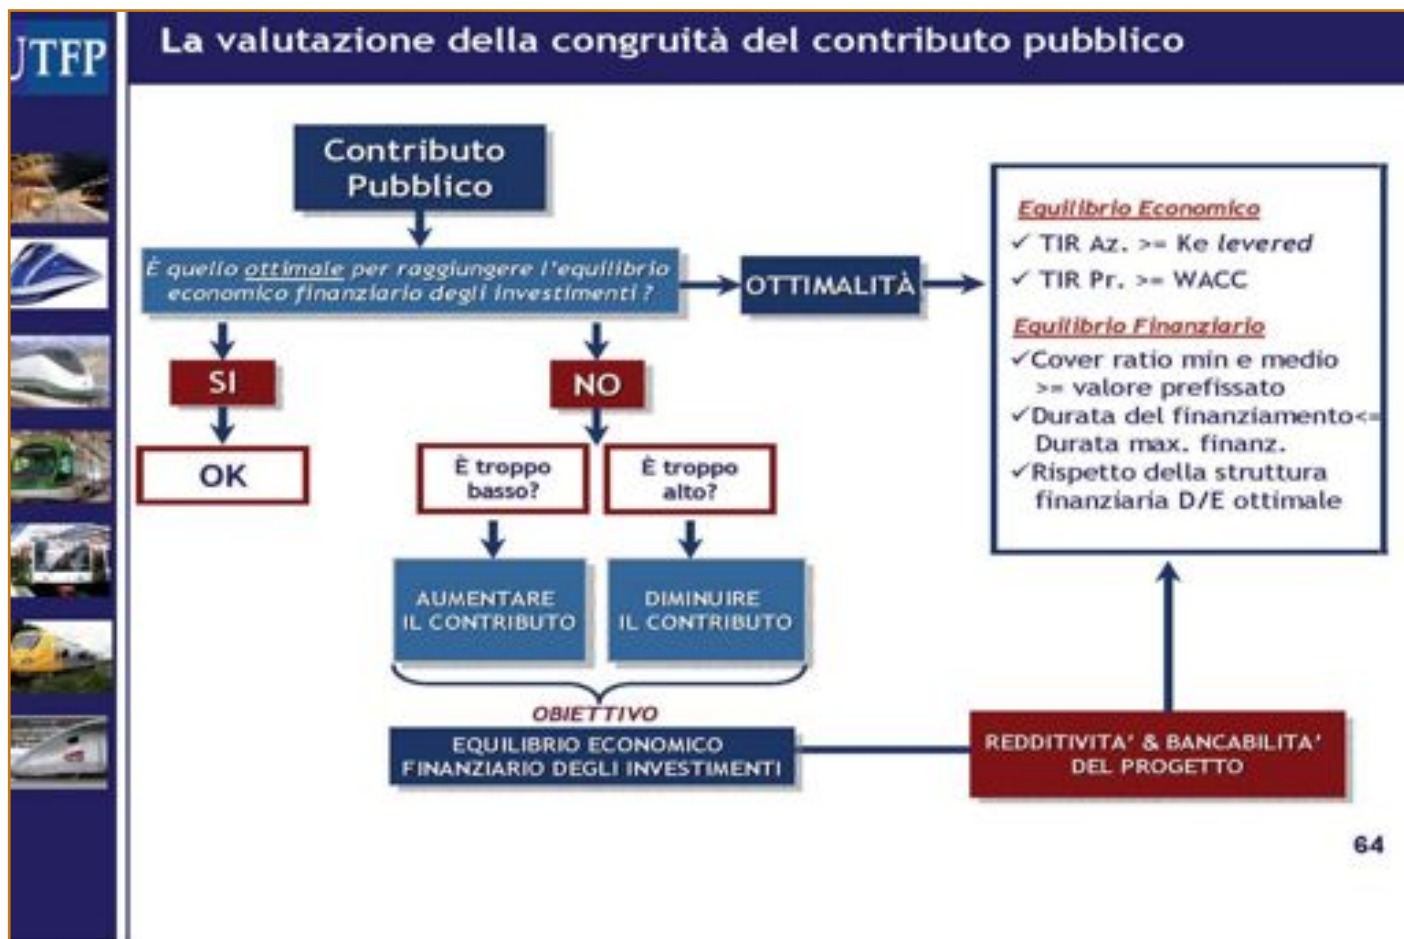 UTFP
La valutazione della congruità del contributo pubblico
Contributo
Pubblico
È quello ottimale per raggiungere l'equilibrio
economico finanziario degli investimenti ?
OTTIMALITÀ
SI
NO
OK
È troppo
basso?
È troppo
alto?
AUMENTARE
IL CONTRIBUTO
DIMINUIRE
IL CONTRIBUTO
OBIETTIVO
EQUILIBRIO ECONOMICO
FINANZIARIO DEGLI INVESTIMENTI
Equilibrio Economico
✓ TIR Az. >= Ke levered
✓ TIR Pr. >= WACC
Equilibrio Finanziario
✓Cover ratio min e medio
>= valore prefissato
✓Durata del finanziamento<=
Durata max. finanz.
✓Rispetto della struttura
finanziaria D/E ottimale
REDDITIVITA' & BANCABILITA'
DEL PROGETTO
64